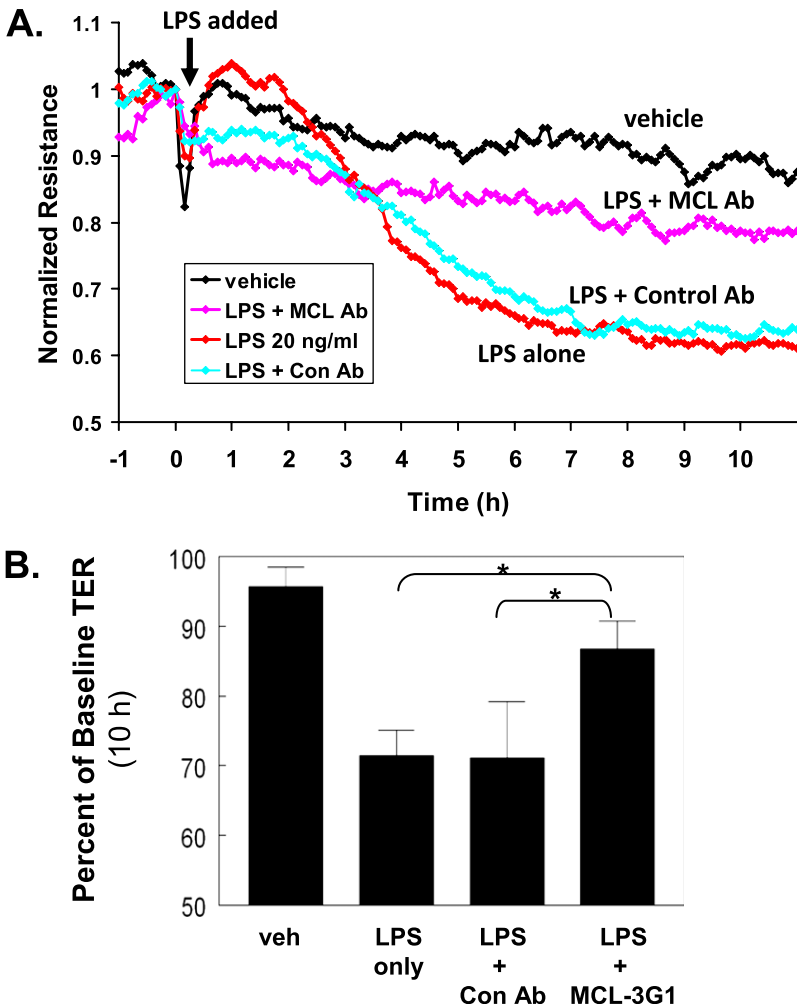 A.
LPS added
1.1
1
0.9
0.8
0.7
0.6
0.5
Normalized Resistance
vehicle
LPS + MCL Ab
LPS + Control Ab
LPS alone
vehicle
LPS + MCL Ab
LPS 20 ng/ml
LPS + Con Ab
-1 0 1 2 3 4 5 6 7 8 9 10
Time (h)
B.
100
90
80
70
60
50
Percent of Baseline TER
(10 h)
*
*
veh
LPS
only
LPS
+
Con Ab
LPS
+
MCL-3G1